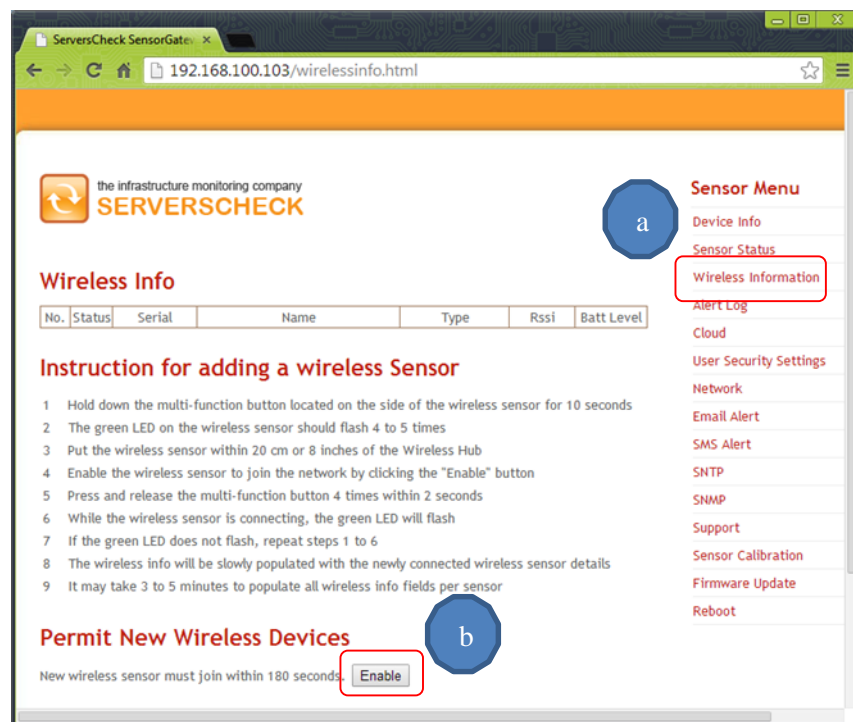 ServersCheck SensorGatew
192.168.100.103/wirelessinfo.html
the infrastructure monitoring company
SERVERSCHECK
Wireless Info
No. Status Serial Name Type Rssi Batt Level
Instruction for adding a wireless Sensor
1 Hold down the multi-function button located on the side of the wireless sensor for 10 seconds
2 The green LED on the wireless sensor should flash 4 to 5 times
3 Put the wireless sensor within 20 cm or 8 inches of the Wireless Hub
4 Enable the wireless sensor to join the network by clicking the "Enable" button
5 Press and release the multi-function button 4 times within 2 seconds
6 While the wireless sensor is connecting, the green LED will flash
7 If the green LED does not flash, repeat steps 1 to 6
8 The wireless info will be slowly populated with the newly connected wireless sensor details
9 It may take 3 to 5 minutes to populate all wireless info fields per sensor
Permit New Wireless Devices
b
New wireless sensor must join within 180 seconds. Enable
a
Sensor Menu
Device Info
Sensor Status
Wireless Information
Alert Log
Cloud
User Security Settings
Network
Email Alert
SMS Alert
SNTP
SNMP
Support
Sensor Calibration
Firmware Update
Reboot